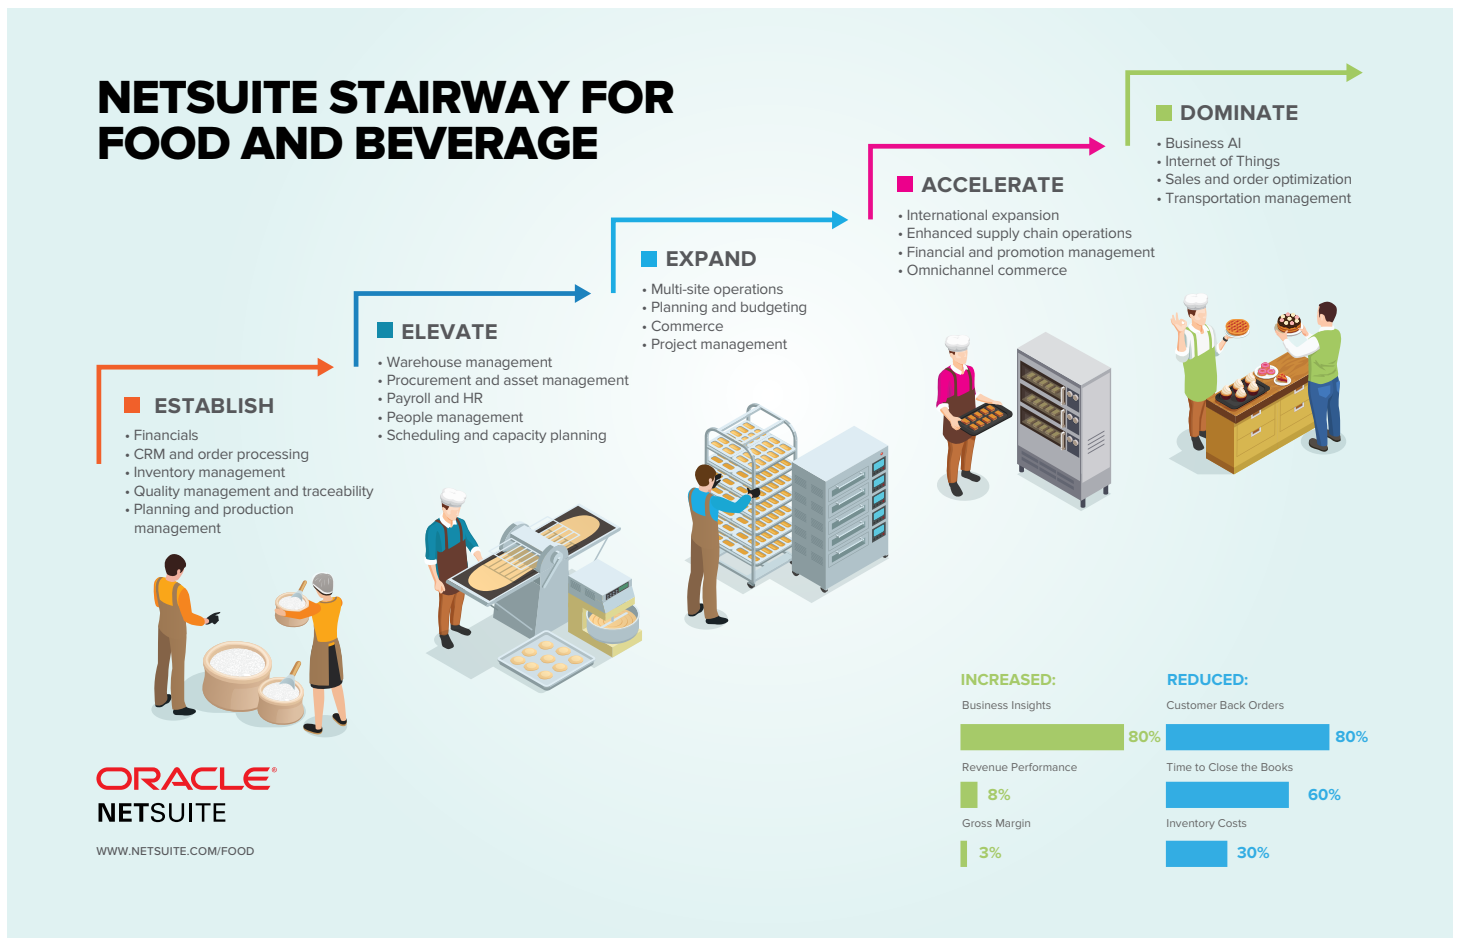 NETSUITE STAIRWAY FOR
FOOD AND BEVERAGE
ESTABLISH
• Financials
• CRM and order processing
• Inventory management
• Quality management and traceability
• Planning and production
management
ELEVATE
• Warehouse management
• Procurement and asset management
• Payroll and HR
• People management
• Scheduling and capacity planning
EXPAND
• Multi-site operations
• Planning and budgeting
• Commerce
• Project management
ACCELERATE
• International expansion
• Enhanced supply chain operations
• Financial and promotion management
• Omnichannel commerce
DOMINATE
• Business AI
• Internet of Things
• Sales and order optimization
• Transportation management
INCREASED:
Business Insights
80%
Revenue Performance
8%
Gross Margin
3%
REDUCED:
Customer Back Orders
80%
Time to Close the Books
60%
Inventory Costs
30%
ORACLE®
NETSUITE
WWW.NETSUITE.COM/FOOD